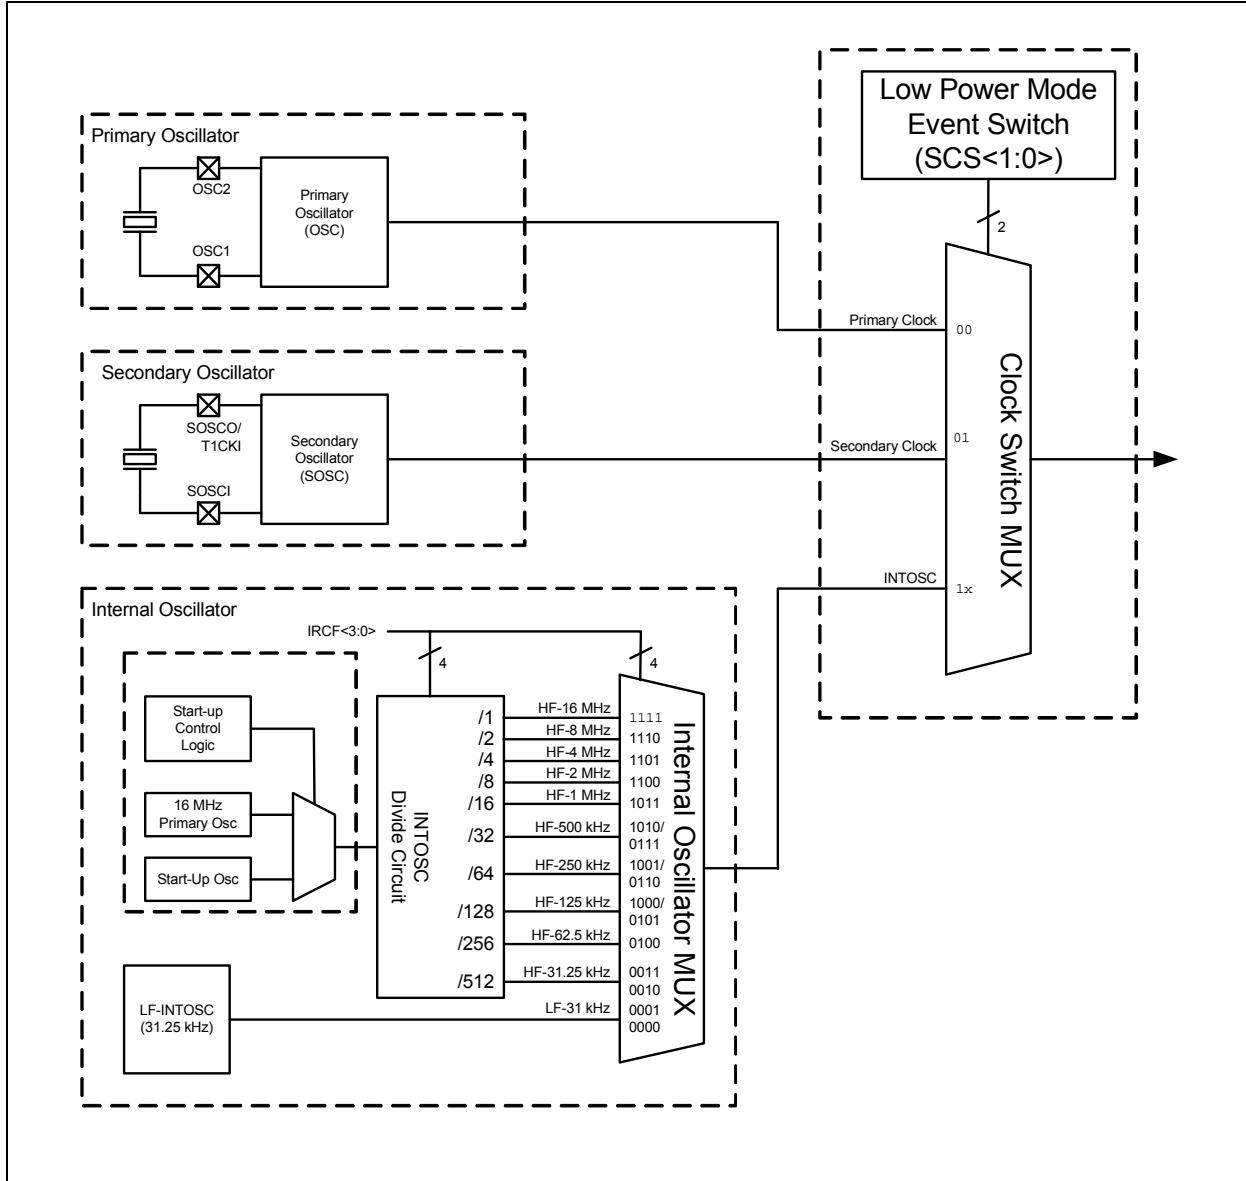 Low Power Mode
Event Switch
(SCS<1:0>)
2
Primary Oscillator
OSC2
OSC1
Primary
Oscillator
(OSC)
Primary Clock
00
Secondary Oscillator
SOSCO/
T1CKI
SOSCI
Secondary
Oscillator
(SOSC)
Secondary Clock
01
INTOSC
1x
Clock Switch MUX
Internal Oscillator
IRCF<3:0>
4
4
Start-up
Control
Logic
16 MHz
Primary Osc
Start-Up Osc
INTOSC
Divide Circuit
/1
HF-16 MHz
1111
/2
HF-8 MHz
1110
/4
HF-4 MHz
1101
/8
HF-2 MHz
1100
/16
HF-1 MHz
1011
/32
HF-500 kHz
1010/
0111
/64
HF-250 kHz
1001/
0110
/128
HF-125 kHz
1000/
0101
/256
HF-62.5 kHz
0100
/512
HF-31.25 kHz
0011
0010
LF-31 kHz
0001
0000
Internal Oscillator MUX
LF-INTOSC
(31.25 kHz)